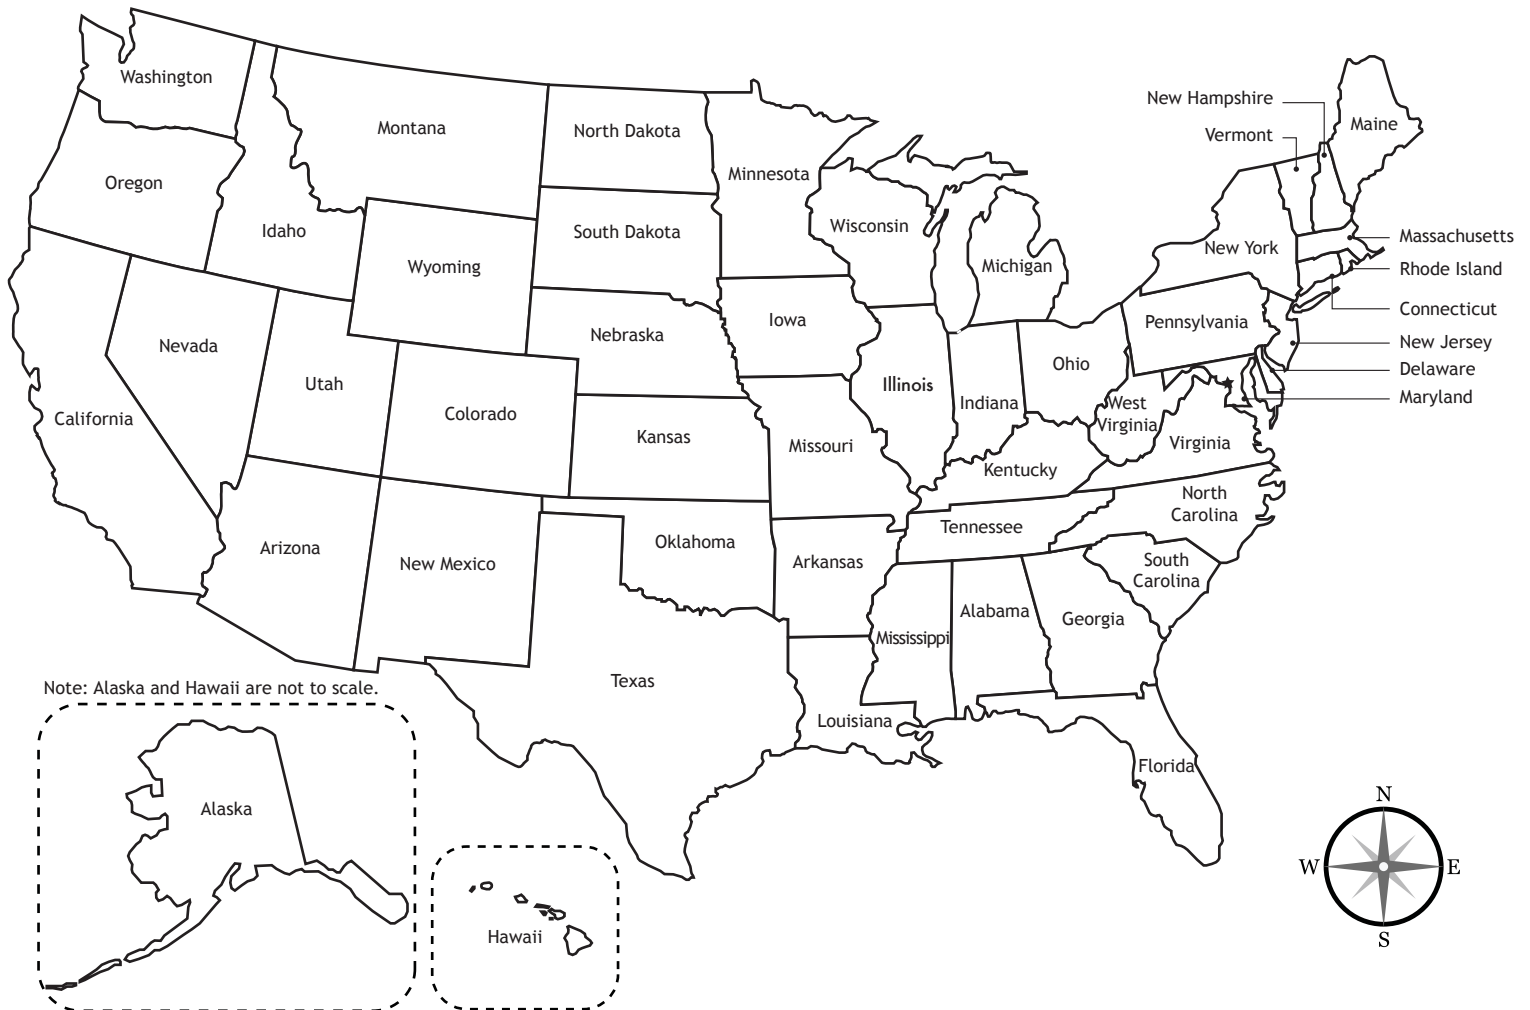 Washington
Montana
North Dakota
Minnesota
New Hampshire
Vermont
Maine
Oregon
Idaho
Wyoming
South Dakota
Wisconsin
Michigan
New York
Massachusetts
Rhode Island
Connecticut
New Jersey
Delaware
Maryland
Nevada
Utah
Colorado
Nebraska
Iowa
Illinois
Indiana
Ohio
Pennsylvania
California
Kansas
Missouri
Kentucky
West
Virginia
Virginia
Arizona
New Mexico
Oklahoma
Arkansas
Tennessee
North
Carolina
South
Carolina
Texas
Louisiana
Mississippi
Alabama
Georgia
Florida
Note: Alaska and Hawaii are not to scale.
Alaska
Hawaii
N
W
E
S